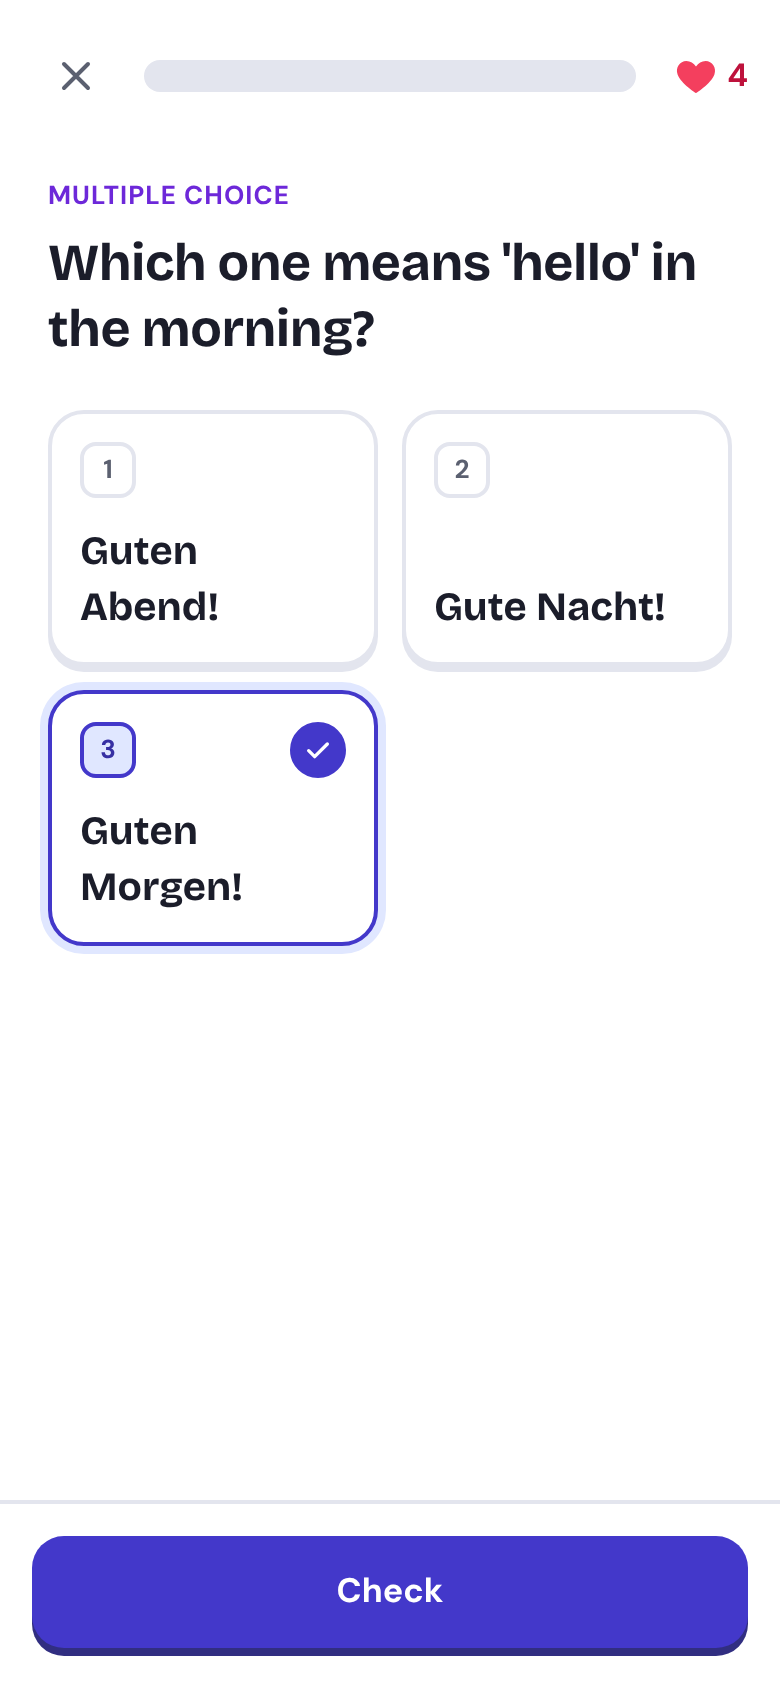 4
MULTIPLE CHOICE
Which one means 'hello' in
the morning?
1
Guten
Abend!
2
Gute Nacht!
3
Guten
Morgen!
Check